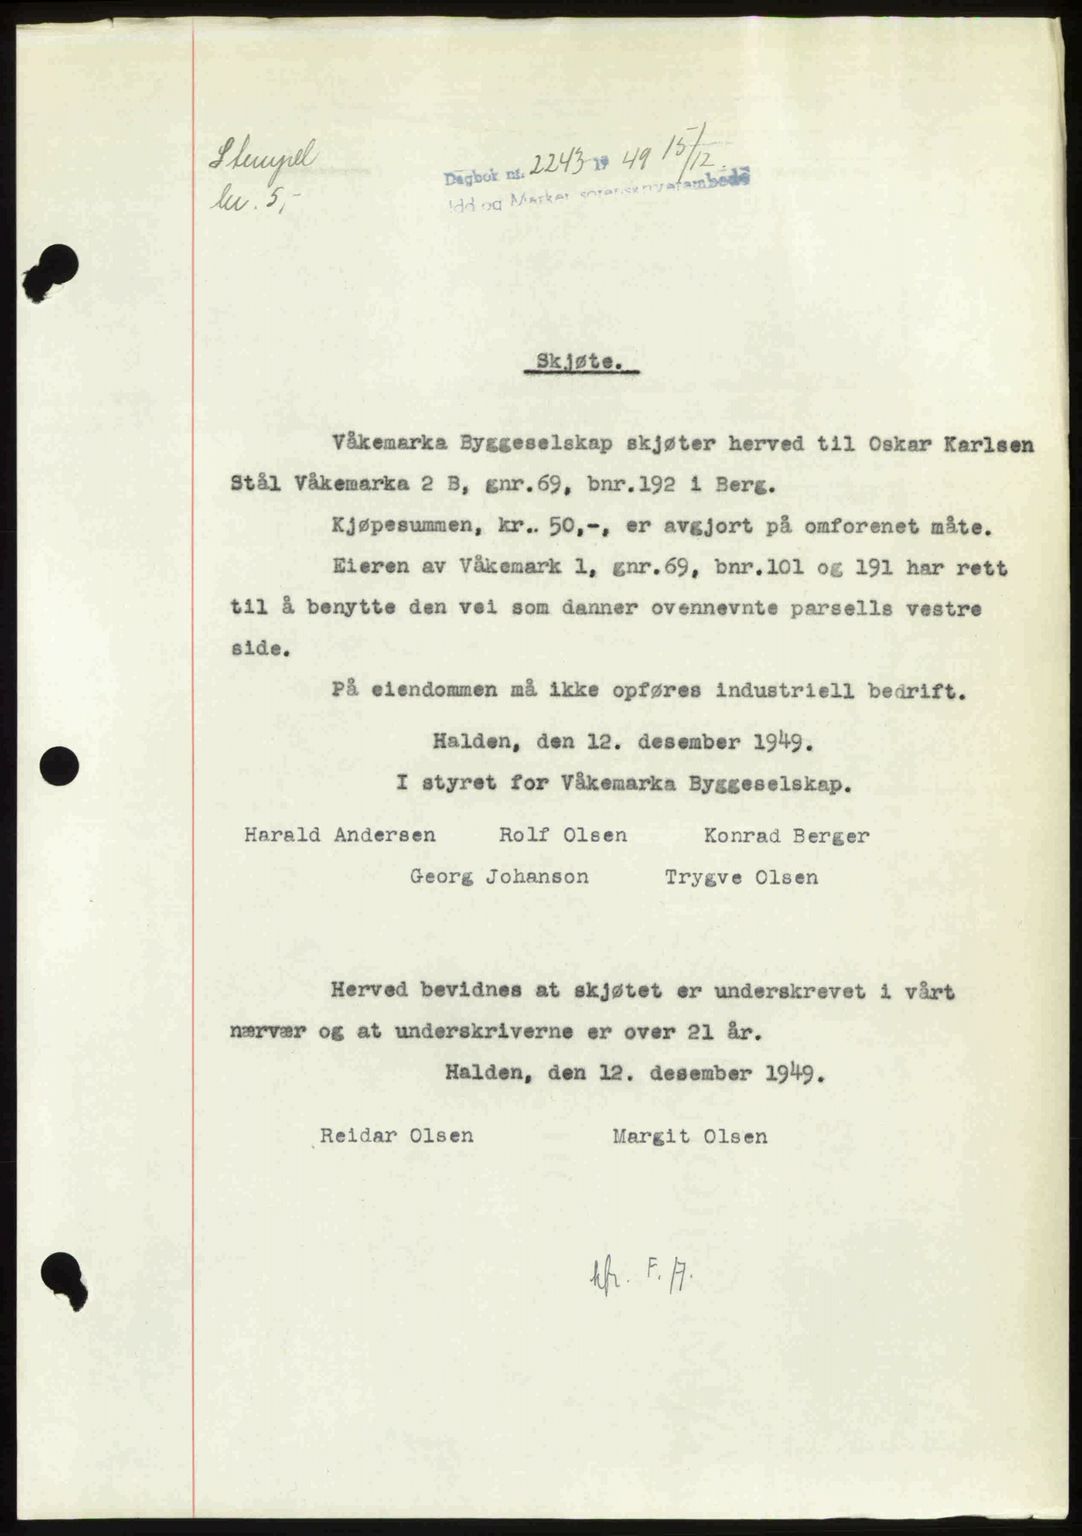 Stempel
kr. 5,-
Dagbok nr. 2243 19 49 15/12.
Idd og Marker sorenskriverembede
Skjøte.
Våkemarka Byggeselskap skjøter herved til Oskar Karlsen
Stål Våkemarka 2 B, gnr.69, bnr.192 i Berg.
Kjøpesummen, kr.. 50,-, er avgjort på omforenet måte.
Eieren av Våkemark 1, gnr.69, bnr.101 og 191 har rett
til å benytte den vei som danner ovennevnte parsells vestre
side.
På eiendommen må ikke opføres industriell bedrift.
Halden, den 12. desember 1949.
I styret for Våkemarka Byggeselskap.
Harald Andersen Rolf Olsen Konrad Berger
Georg Johanson Trygve Olsen
Herved bevidnes at skjøtet er underskrevet i vårt
nærvær og at underskriverne er over 21 år.
Halden, den 12. desember 1949.
Reidar Olsen Margit Olsen
kfr. F. H.